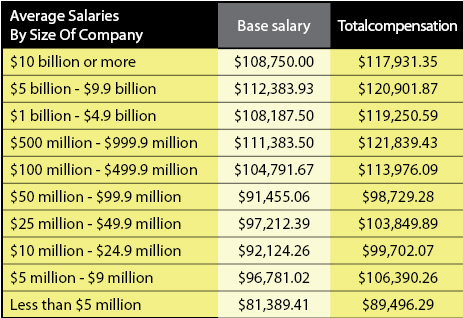 Average Salaries
By Size Of Company Base salary Totalcompensation
$10 billion or more $108,750.00 $117,931.35
$5 billion - $9.9 billion $112,383.93 $120,901.87
$1 billion - $4.9 billion $108,187.50 $119,250.59
$500 million - $999.9 million $111,383.50 $121,839.43
$100 million - $499.9 million $104,791.67 $113,976.09
$50 million - $99.9 million $91,455.06 $98,729.28
$25 million - $49.9 million $97,212.39 $103,849.89
$10 million - $24.9 million $92,124.26 $99,702.07
$5 million - $9 million $96,781.02 $106,390.26
Less than $5 million $81,389.41 $89,496.29